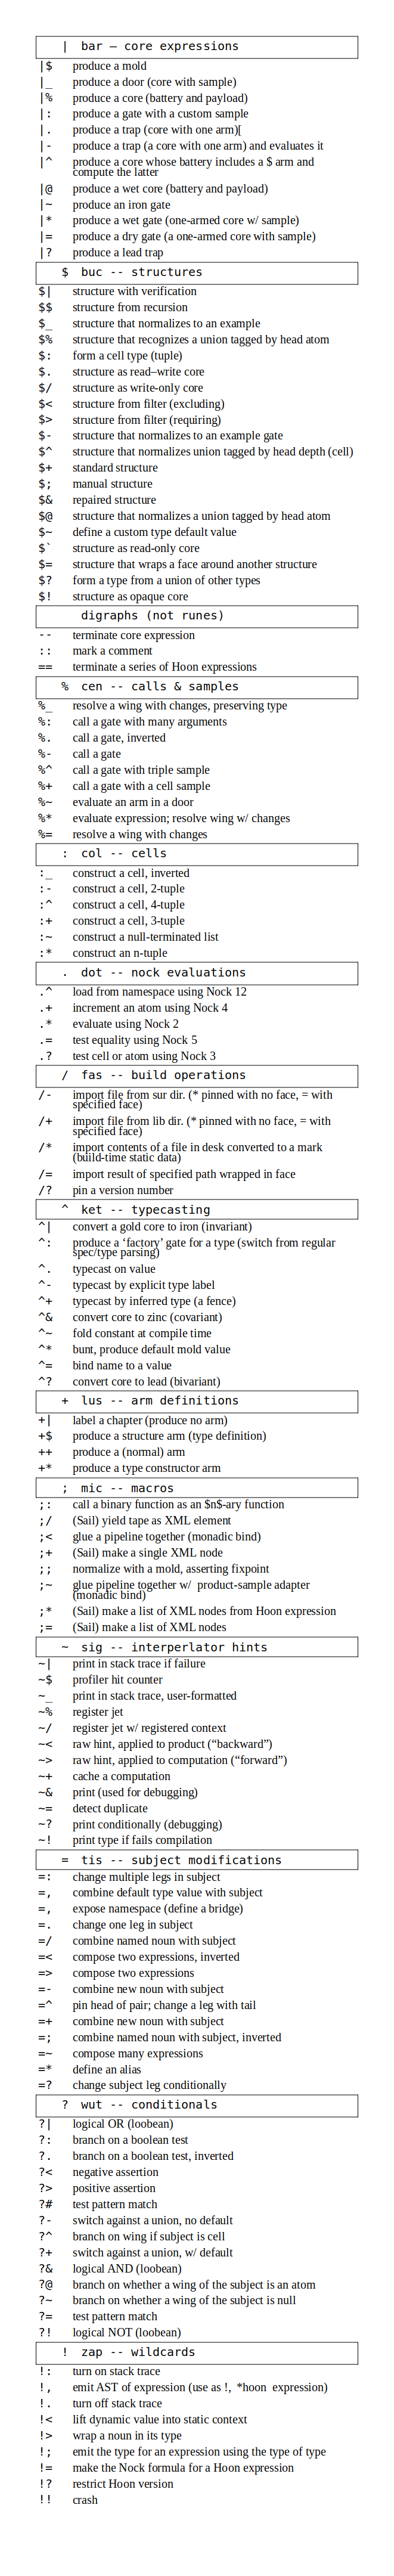 | bar — core expressions
|$ produce a mold
|_ produce a door (core with sample)
|% produce a core (battery and payload)
|: produce a gate with a custom sample
|. produce a trap (core with one arm)[
|- produce a trap (a core with one arm) and evaluates it
|^ produce a core whose battery includes a $ arm and
compute the latter
|@ produce a wet core (battery and payload)
|~ produce an iron gate
|* produce a wet gate (one-armed core w/ sample)
|= produce a dry gate (a one-armed core with sample)
|? produce a lead trap
$ buc -- structures
$| structure with verification
$$ structure from recursion
$_ structure that normalizes to an example
$% structure that recognizes a union tagged by head atom
$: form a cell type (tuple)
$. structure as read–write core
$/ structure as write-only core
$< structure from filter (excluding)
$> structure from filter (requiring)
$- structure that normalizes to an example gate
$^ structure that normalizes union tagged by head depth (cell)
$+ standard structure
$; manual structure
$& repaired structure
$@ structure that normalizes a union tagged by head atom
$~ define a custom type default value
$` structure as read-only core
$= structure that wraps a face around another structure
$? form a type from a union of other types
$! structure as opaque core
digraphs (not runes)
-- terminate core expression
:: mark a comment
== terminate a series of Hoon expressions
% cen -- calls & samples
%_ resolve a wing with changes, preserving type
%: call a gate with many arguments
%. call a gate, inverted
%- call a gate
%^ call a gate with triple sample
%+ call a gate with a cell sample
%~ evaluate an arm in a door
%* evaluate expression; resolve wing w/ changes
%= resolve a wing with changes
: col -- cells
:_ construct a cell, inverted
:- construct a cell, 2-tuple
:^ construct a cell, 4-tuple
:+ construct a cell, 3-tuple
:~ construct a null-terminated list
:* construct an n-tuple
. dot -- nock evaluations
.^ load from namespace using Nock 12
.+ increment an atom using Nock 4
.* evaluate using Nock 2
.= test equality using Nock 5
.? test cell or atom using Nock 3
/ fas -- build operations
/- import file from sur dir. (* pinned with no face, = with
specified face)
/+ import file from lib dir. (* pinned with no face, = with
specified face)
/* import contents of a file in desk converted to a mark
(build-time static data)
/= import result of specified path wrapped in face
/? pin a version number
^ ket -- typecasting
^| convert a gold core to iron (invariant)
^: produce a ‘factory’ gate for a type (switch from regular
spec/type parsing)
^. typecast on value
^- typecast by explicit type label
^+ typecast by inferred type (a fence)
^& convert core to zinc (covariant)
^~ fold constant at compile time
^* bunt, produce default mold value
^= bind name to a value
^? convert core to lead (bivariant)
+ lus -- arm definitions
+| label a chapter (produce no arm)
+$ produce a structure arm (type definition)
++ produce a (normal) arm
+* produce a type constructor arm
; mic -- macros
;: call a binary function as an $n$-ary function
;/ (Sail) yield tape as XML element
;< glue a pipeline together (monadic bind)
;+ (Sail) make a single XML node
;; normalize with a mold, asserting fixpoint
;~ glue pipeline together w/ product-sample adapter
(monadic bind)
;* (Sail) make a list of XML nodes from Hoon expression
;= (Sail) make a list of XML nodes
~ sig -- interperlator hints
~| print in stack trace if failure
~$ profiler hit counter
~_ print in stack trace, user-formatted
~% register jet
~/ register jet w/ registered context
~< raw hint, applied to product (“backward”)
~> raw hint, applied to computation (“forward”)
~+ cache a computation
~& print (used for debugging)
~= detect duplicate
~? print conditionally (debugging)
~! print type if fails compilation
= tis -- subject modifications
=: change multiple legs in subject
=, combine default type value with subject
=, expose namespace (define a bridge)
=. change one leg in subject
=/ combine named noun with subject
=< compose two expressions, inverted
=> compose two expressions
=- combine new noun with subject
=^ pin head of pair; change a leg with tail
=+ combine new noun with subject
=; combine named noun with subject, inverted
=~ compose many expressions
=* define an alias
=? change subject leg conditionally
? wut -- conditionals
?| logical OR (loobean)
?: branch on a boolean test
?. branch on a boolean test, inverted
?< negative assertion
?> positive assertion
?# test pattern match
?- switch against a union, no default
?^ branch on wing if subject is cell
?+ switch against a union, w/ default
?& logical AND (loobean)
?@ branch on whether a wing of the subject is an atom
?~ branch on whether a wing of the subject is null
?= test pattern match
?! logical NOT (loobean)
! zap -- wildcards
!: turn on stack trace
!, emit AST of expression (use as !, *hoon expression)
!. turn off stack trace
!< lift dynamic value into static context
!> wrap a noun in its type
!; emit the type for an expression using the type of type
!= make the Nock formula for a Hoon expression
!? restrict Hoon version
!! crash